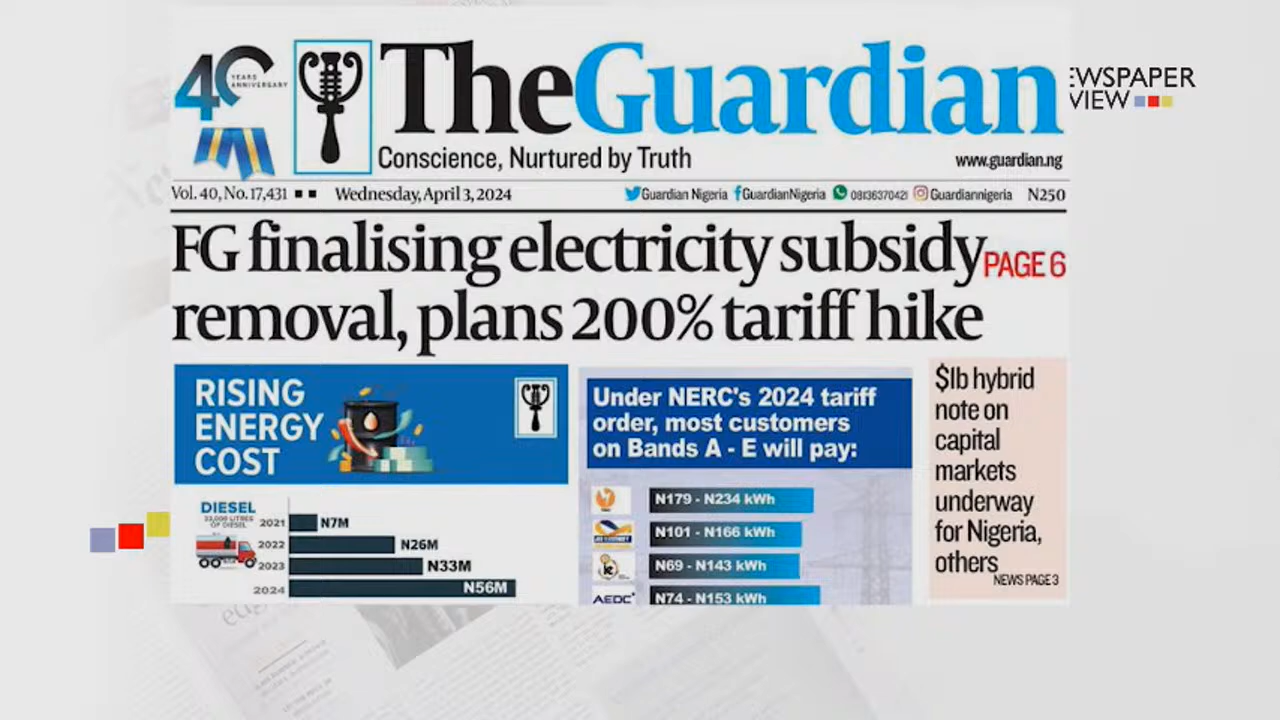 40
YEARS
ANNIVERSARY
TheGuardian
Conscience, Nurtured by Truth
www.guardian.ng
EWSPAPER
VIEW
Vol. 40, No. 17,431 Wednesday, April 3, 2024 Guardian Nigeria GuardianNigeria 08136370421 Guardiannigeria N250
FG finalising electricity subsidy PAGE 6
removal, plans 200% tariff hike
RISING
ENERGY
COST
DIESEL
33,000 LITRES
OF DIESEL
2021 N7M
2022 N26M
2023 N33M
2024 N56M
Under NERC's 2024 tariff
order, most customers
on Bands A - E will pay:
N179 - N234 kWh
N101 - N166 kWh
N69 - N143 kWh
AEDC N74 - N153 kWh
$1b hybrid
note on
capital
markets
underway
for Nigeria,
others
NEWS PAGE 3